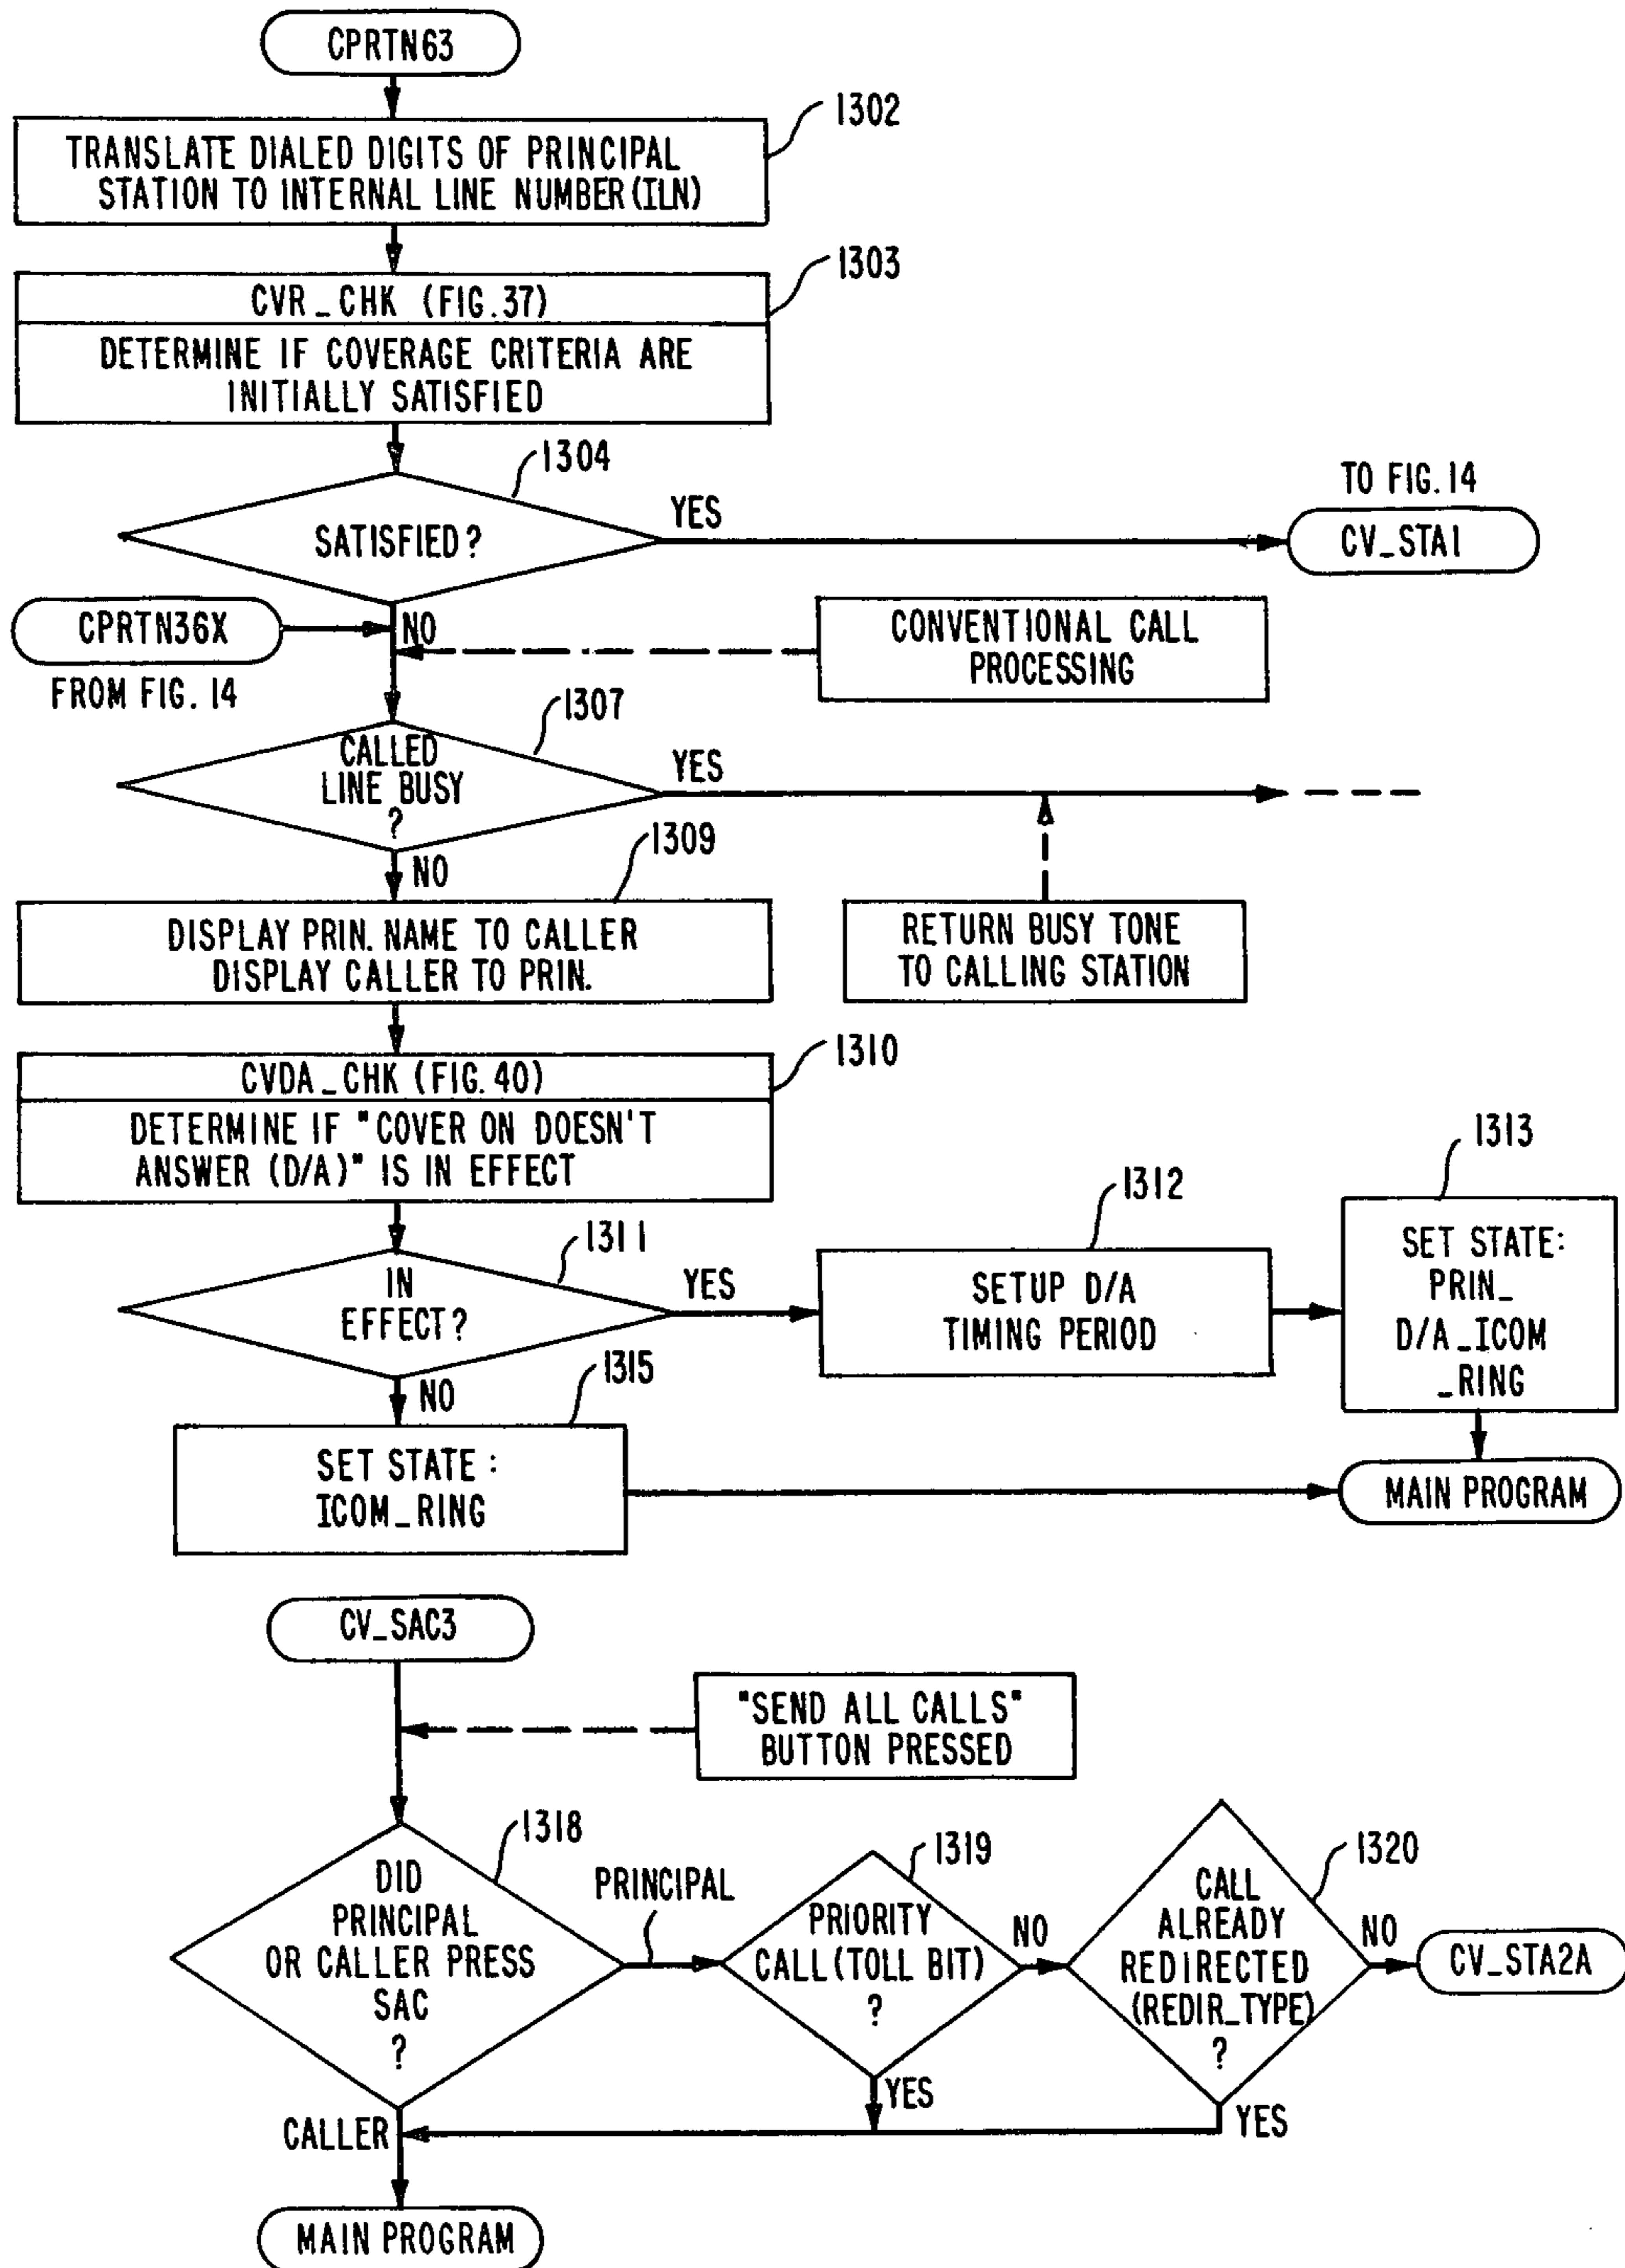 CPRTN63
1302
TRANSLATE DIALED DIGITS OF PRINCIPAL
STATION TO INTERNAL LINE NUMBER (ILN)
1303
CVR_CHK (FIG.37)
DETERMINE IF COVERAGE CRITERIA ARE
INITIALLY SATISFIED
1304
SATISFIED?
YES
TO FIG.14
CV_STA1
NO
CPRTN36X
FROM FIG. 14
CONVENTIONAL CALL
PROCESSING
1307
CALLED
LINE BUSY
?
YES
NO
1309
DISPLAY PRIN. NAME TO CALLER
DISPLAY CALLER TO PRIN.
RETURN BUSY TONE
TO CALLING STATION
1310
CVDA_CHK (FIG.40)
DETERMINE IF "COVER ON DOESN'T
ANSWER (D/A)" IS IN EFFECT
1311
IN
EFFECT?
YES
1312
SETUP D/A
TIMING PERIOD
1313
SET STATE:
PRIN_
D/A_ICOM
_RING
NO
1315
SET STATE:
ICOM_RING
MAIN PROGRAM
CV_SAC3
"SEND ALL CALLS"
BUTTON PRESSED
1318
DID
PRINCIPAL
OR CALLER PRESS
SAC
?
PRINCIPAL
1319
PRIORITY
CALL (TOLL BIT)
?
NO
1320
CALL
ALREADY
REDIRECTED
(REDIR_TYPE)
?
NO
CV_STA2A
YES
YES
CALLER
MAIN PROGRAM